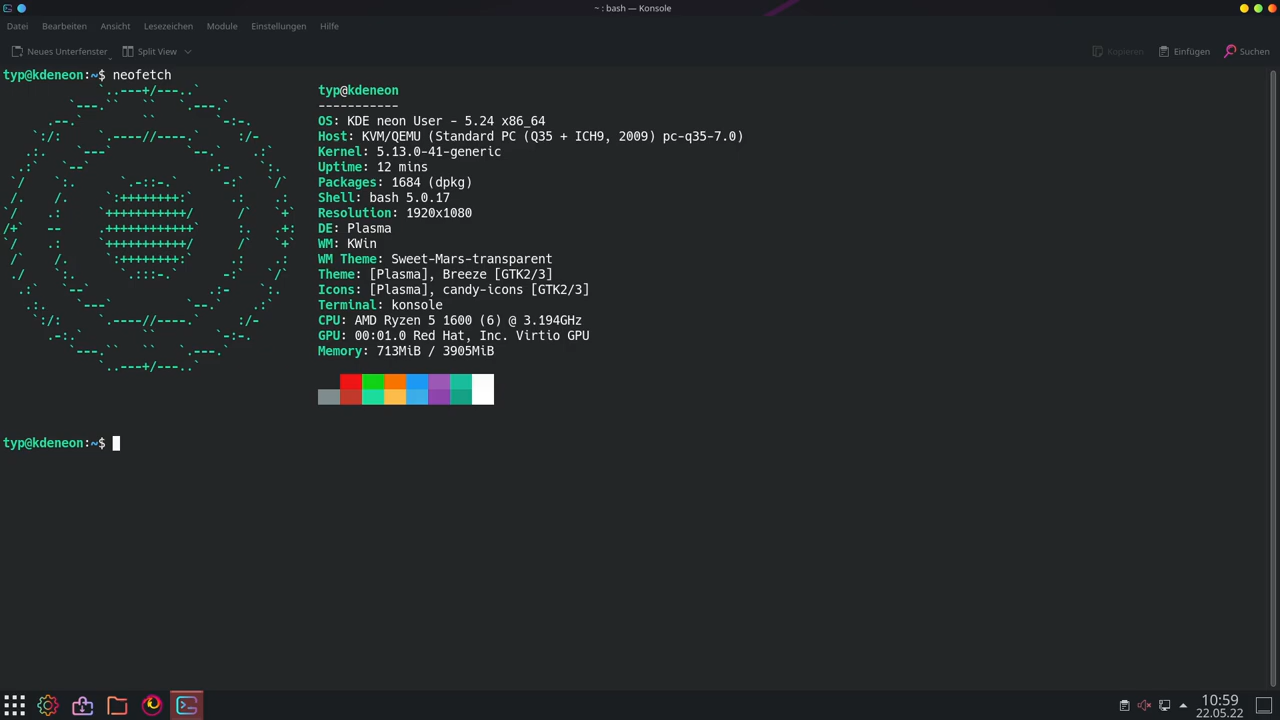 ~ : bash — Konsole
Datei Bearbeiten Ansicht Lesezeichen Module Einstellungen Hilfe
Neues Unterfenster Split View Kopieren Einfügen Suchen
typ@kdeneon:~$ neofetch
typ@kdeneon
-----------
OS: KDE neon User - 5.24 x86_64
Host: KVM/QEMU (Standard PC (Q35 + ICH9, 2009) pc-q35-7.0)
Kernel: 5.13.0-41-generic
Uptime: 12 mins
Packages: 1684 (dpkg)
Shell: bash 5.0.17
Resolution: 1920x1080
DE: Plasma
WM: KWin
WM Theme: Sweet-Mars-transparent
Theme: [Plasma], Breeze [GTK2/3]
Icons: [Plasma], candy-icons [GTK2/3]
Terminal: konsole
CPU: AMD Ryzen 5 1600 (6) @ 3.194GHz
GPU: 00:01.0 Red Hat, Inc. Virtio GPU
Memory: 713MiB / 3905MiB
typ@kdeneon:~$
10:59
22.05.22